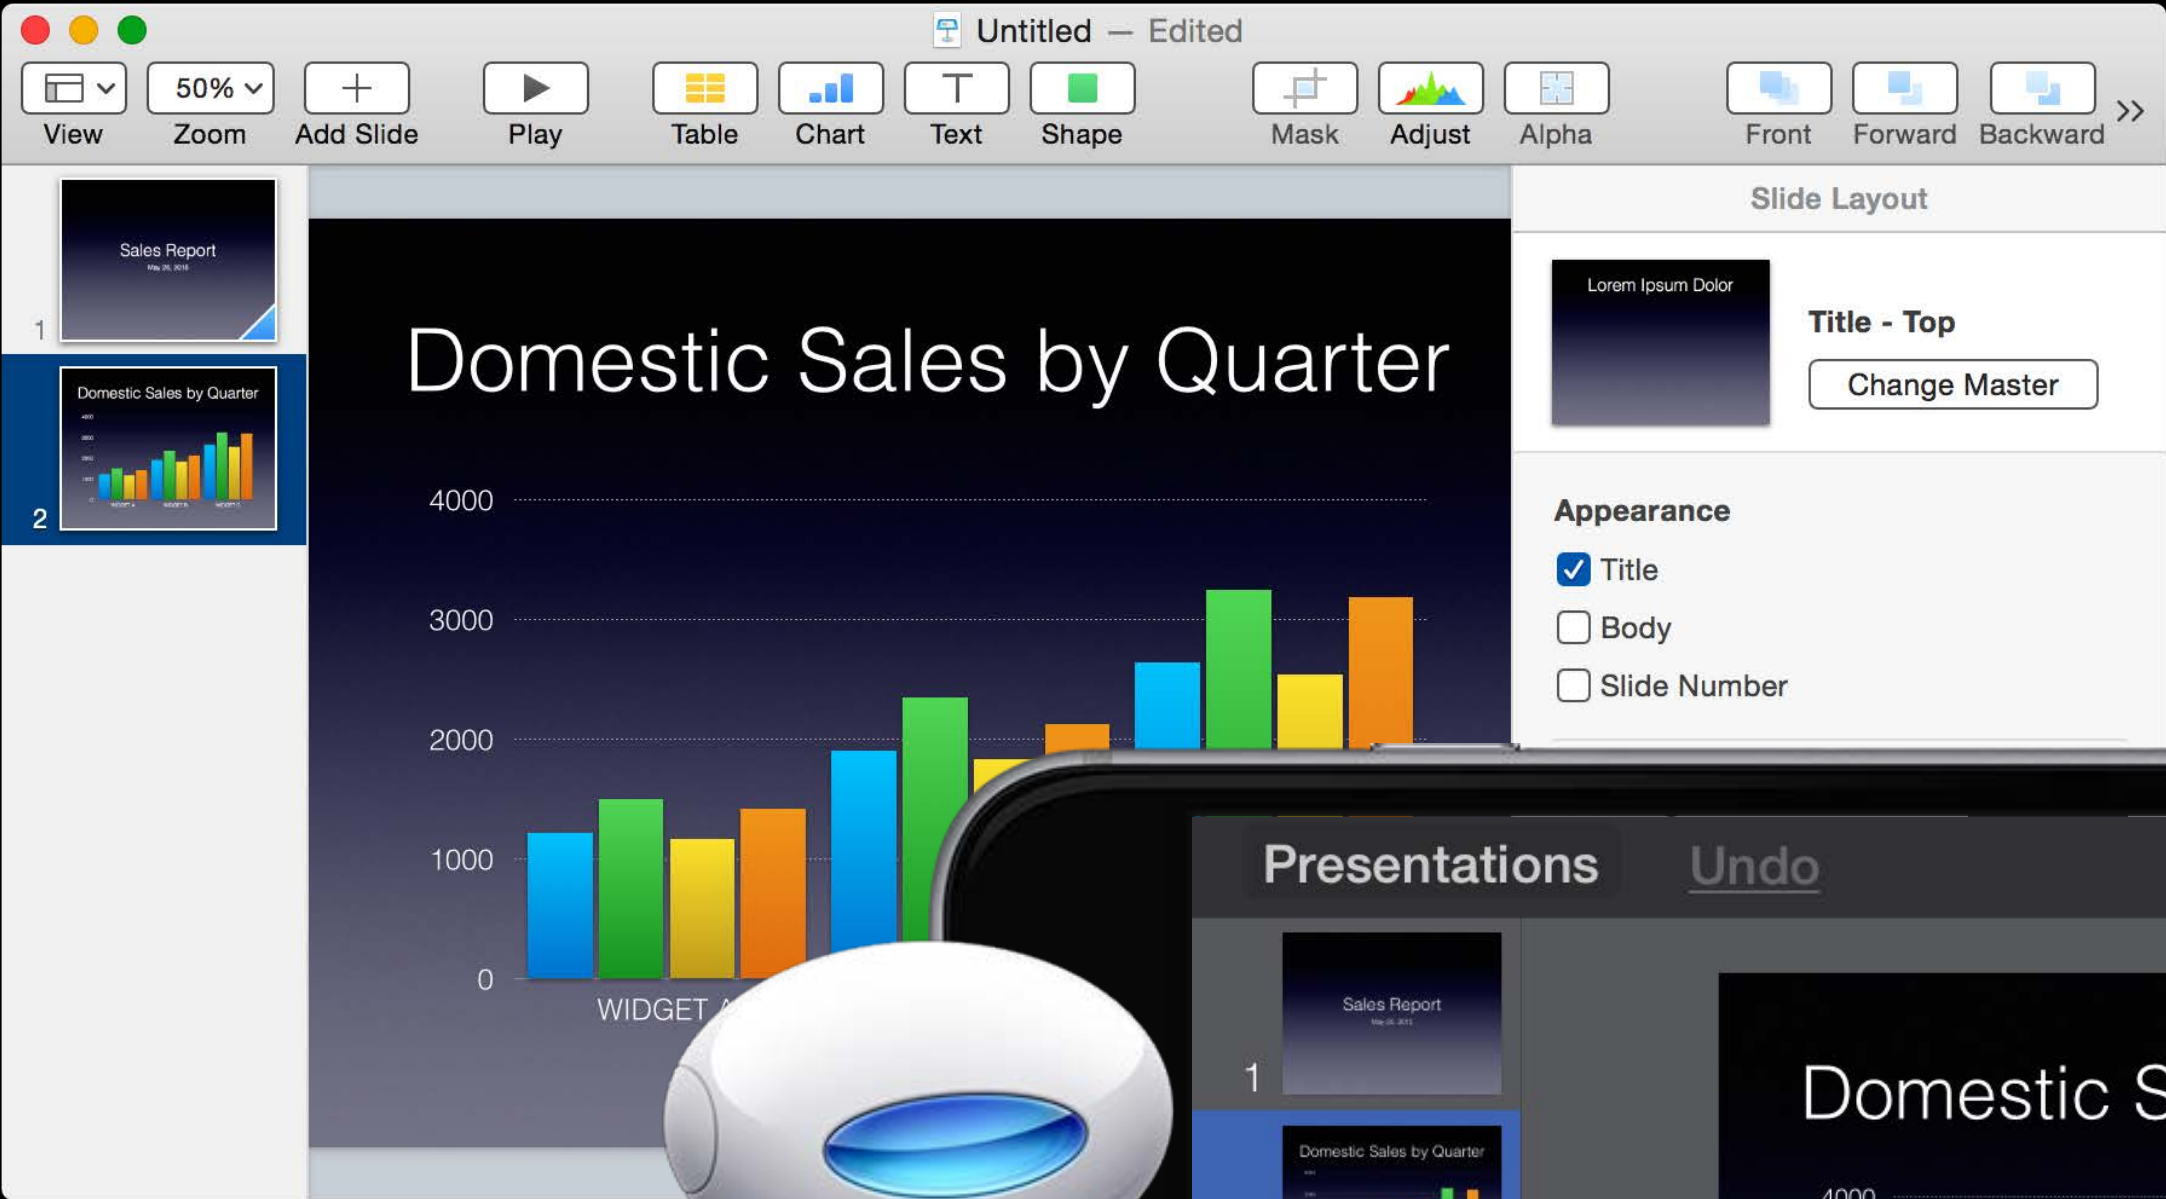 Untitled — Edited
50%
View
Zoom
Add Slide
Play
Table
Chart
Text
Shape
Mask
Adjust
Alpha
Front
Forward
Backward
Sales Report
1
Domestic Sales by Quarter
2
Domestic Sales by Quarter
4000
3000
2000
1000
0
WIDGET
Slide Layout
Lorem Ipsum Dolor
Title - Top
Change Master
Appearance
Title
Body
Slide Number
Presentations
Undo
Sales Report
1
Domestic Sales by Quarter
Domestic S
4000